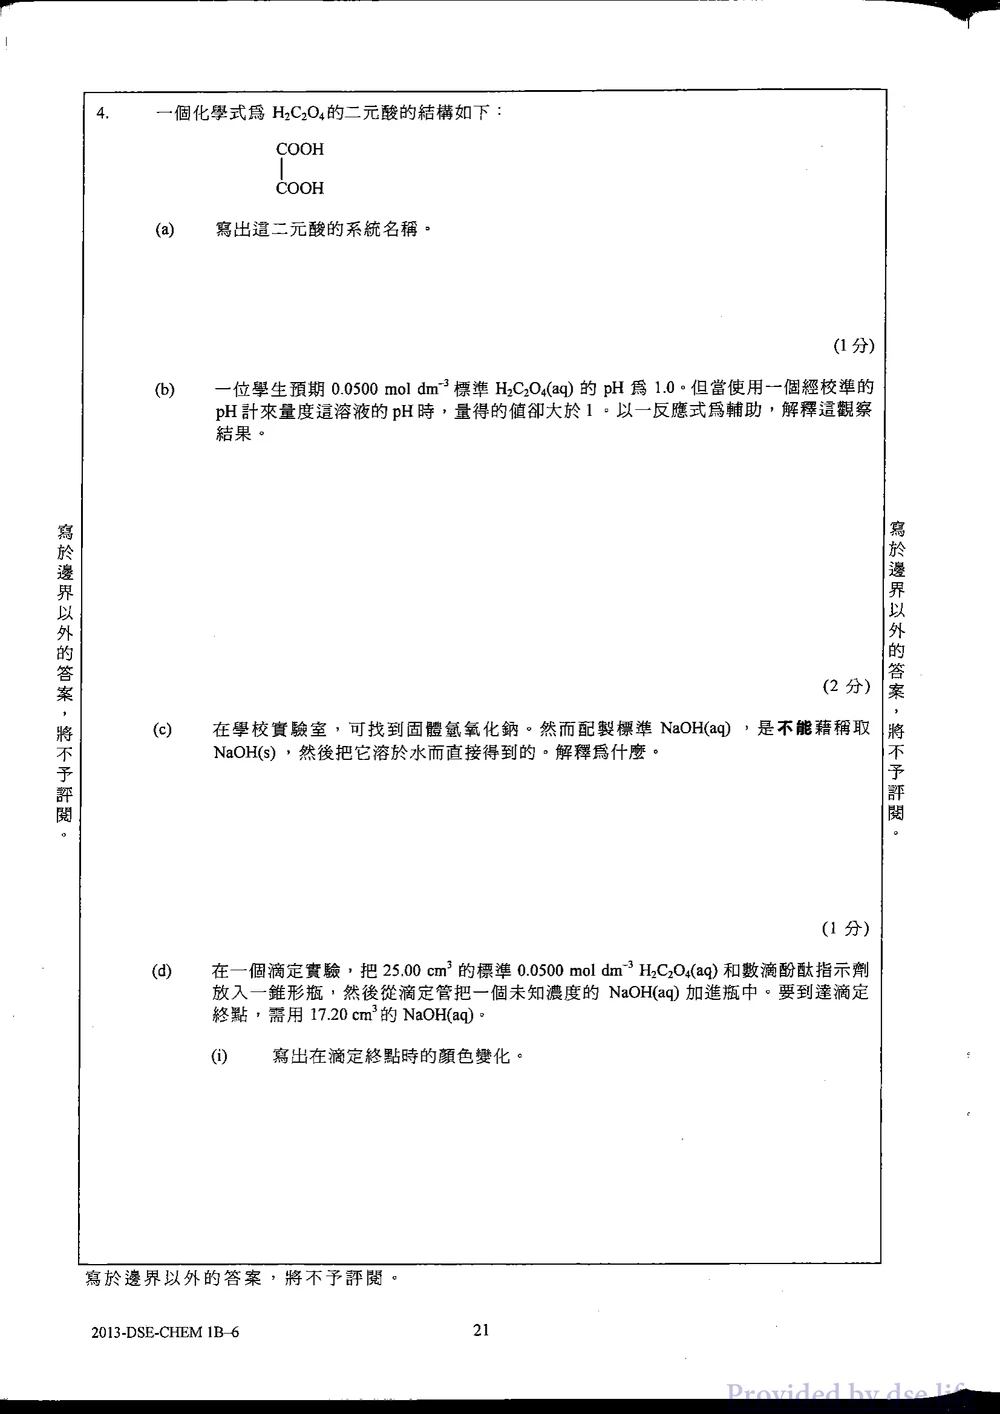 4. 一個化學式爲 H₂C₂O₄的二元酸的結構如下：
COOH
|
COOH
(a) 寫出這二元酸的系統名稱。
(1 分)
(b) 一位學生預期 0.0500 mol dm⁻³ 標準 H₂C₂O₄(aq) 的 pH 爲 1.0。但當使用一個經校準的
pH 計來量度這溶液的 pH 時，量得的值卻大於 1 。以一反應式爲輔助，解釋這觀察
結果。
(2 分)
(c) 在學校實驗室，可找到固體氫氧化鈉。然而配製標準 NaOH(aq) ，是不能藉稱取
NaOH(s) ，然後把它溶於水而直接得到的。解釋爲什麼。
(1 分)
(d) 在一個滴定實驗，把 25.00 cm³ 的標準 0.0500 mol dm⁻³ H₂C₂O₄(aq) 和數滴酚酞指示劑
放入一錐形瓶，然後從滴定管把一個未知濃度的 NaOH(aq) 加進瓶中。要到達滴定
終點，需用 17.20 cm³ 的 NaOH(aq)。
(i) 寫出在滴定終點時的顏色變化。
寫於邊界以外的答案，將不予評閱。
寫於邊界以外的答案，將不予評閱。
寫於邊界以外的答案，將不予評閱。
2013-DSE-CHEM 1B–6
21
Provided by dse.life